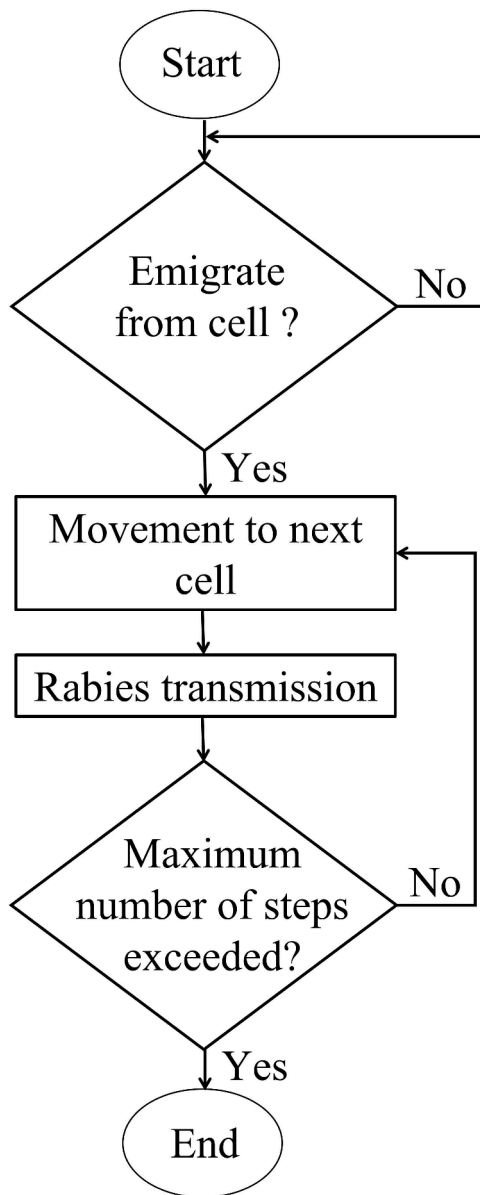 Start
Emigrate
from cell ?
No
Yes
Movement to next
cell
Rabies transmission
Maximum
number of steps
exceeded?
No
Yes
End